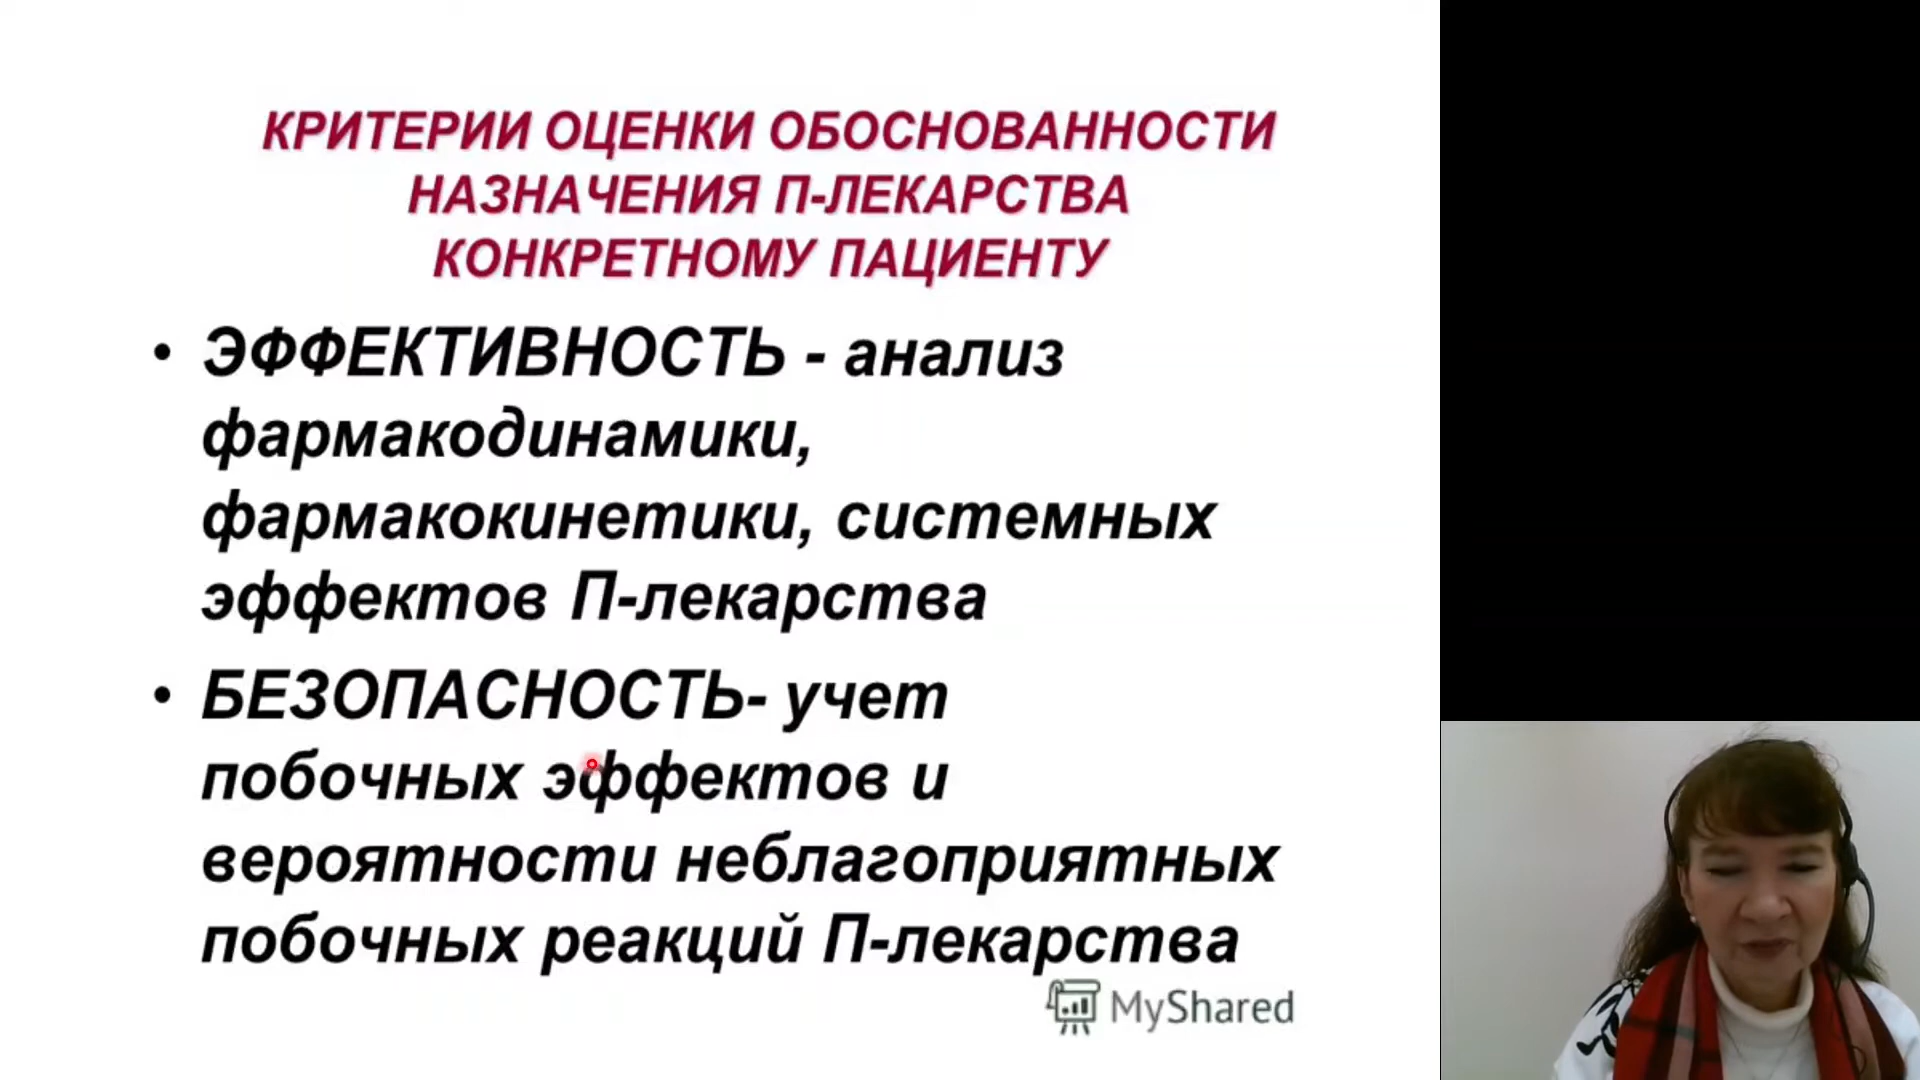 КРИТЕРИИ ОЦЕНКИ ОБОСНОВАННОСТИ
НАЗНАЧЕНИЯ П-ЛЕКАРСТВА
КОНКРЕТНОМУ ПАЦИЕНТУ
• ЭФФЕКТИВНОСТЬ - анализ
фармакодинамики,
фармакокинетики, системных
эффектов П-лекарства
• БЕЗОПАСНОСТЬ- учет
побочных эффектов и
вероятности неблагоприятных
побочных реакций П-лекарства
MyShared